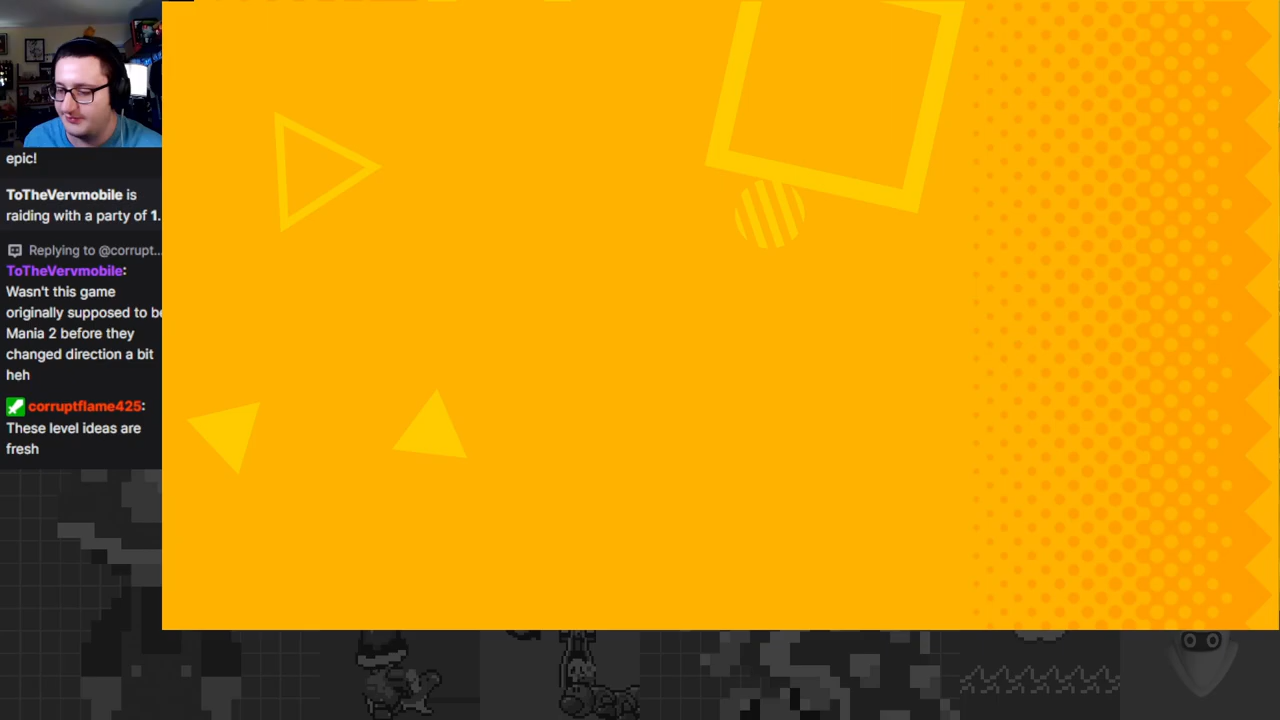 epic!
ToTheVervmobile is
raiding with a party of 1.
Replying to @corrupt...
ToTheVervmobile:
Wasn't this game
originally supposed to be
Mania 2 before they
changed direction a bit
heh
corruptflame425:
These level ideas are
fresh